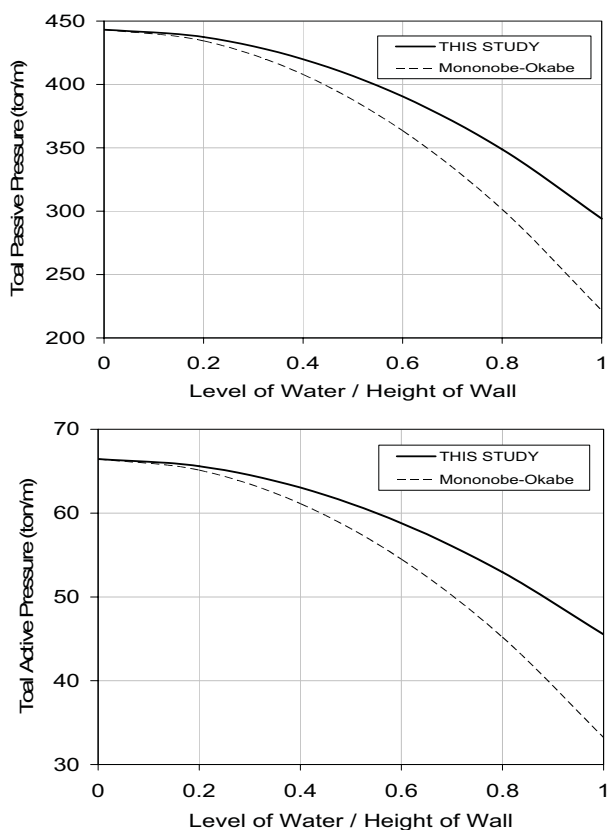 450
400
350
300
250
200
Tocal Passive Pressure (ton/m)
THIS STUDY
Mononobe-Okabe
0 0.2 0.4 0.6 0.8 1
Level of Water / Height of Wall
70
60
50
40
30
Tocal Active Pressure (ton/m)
THIS STUDY
Mononobe-Okabe
0 0.2 0.4 0.6 0.8 1
Level of Water / Height of Wall